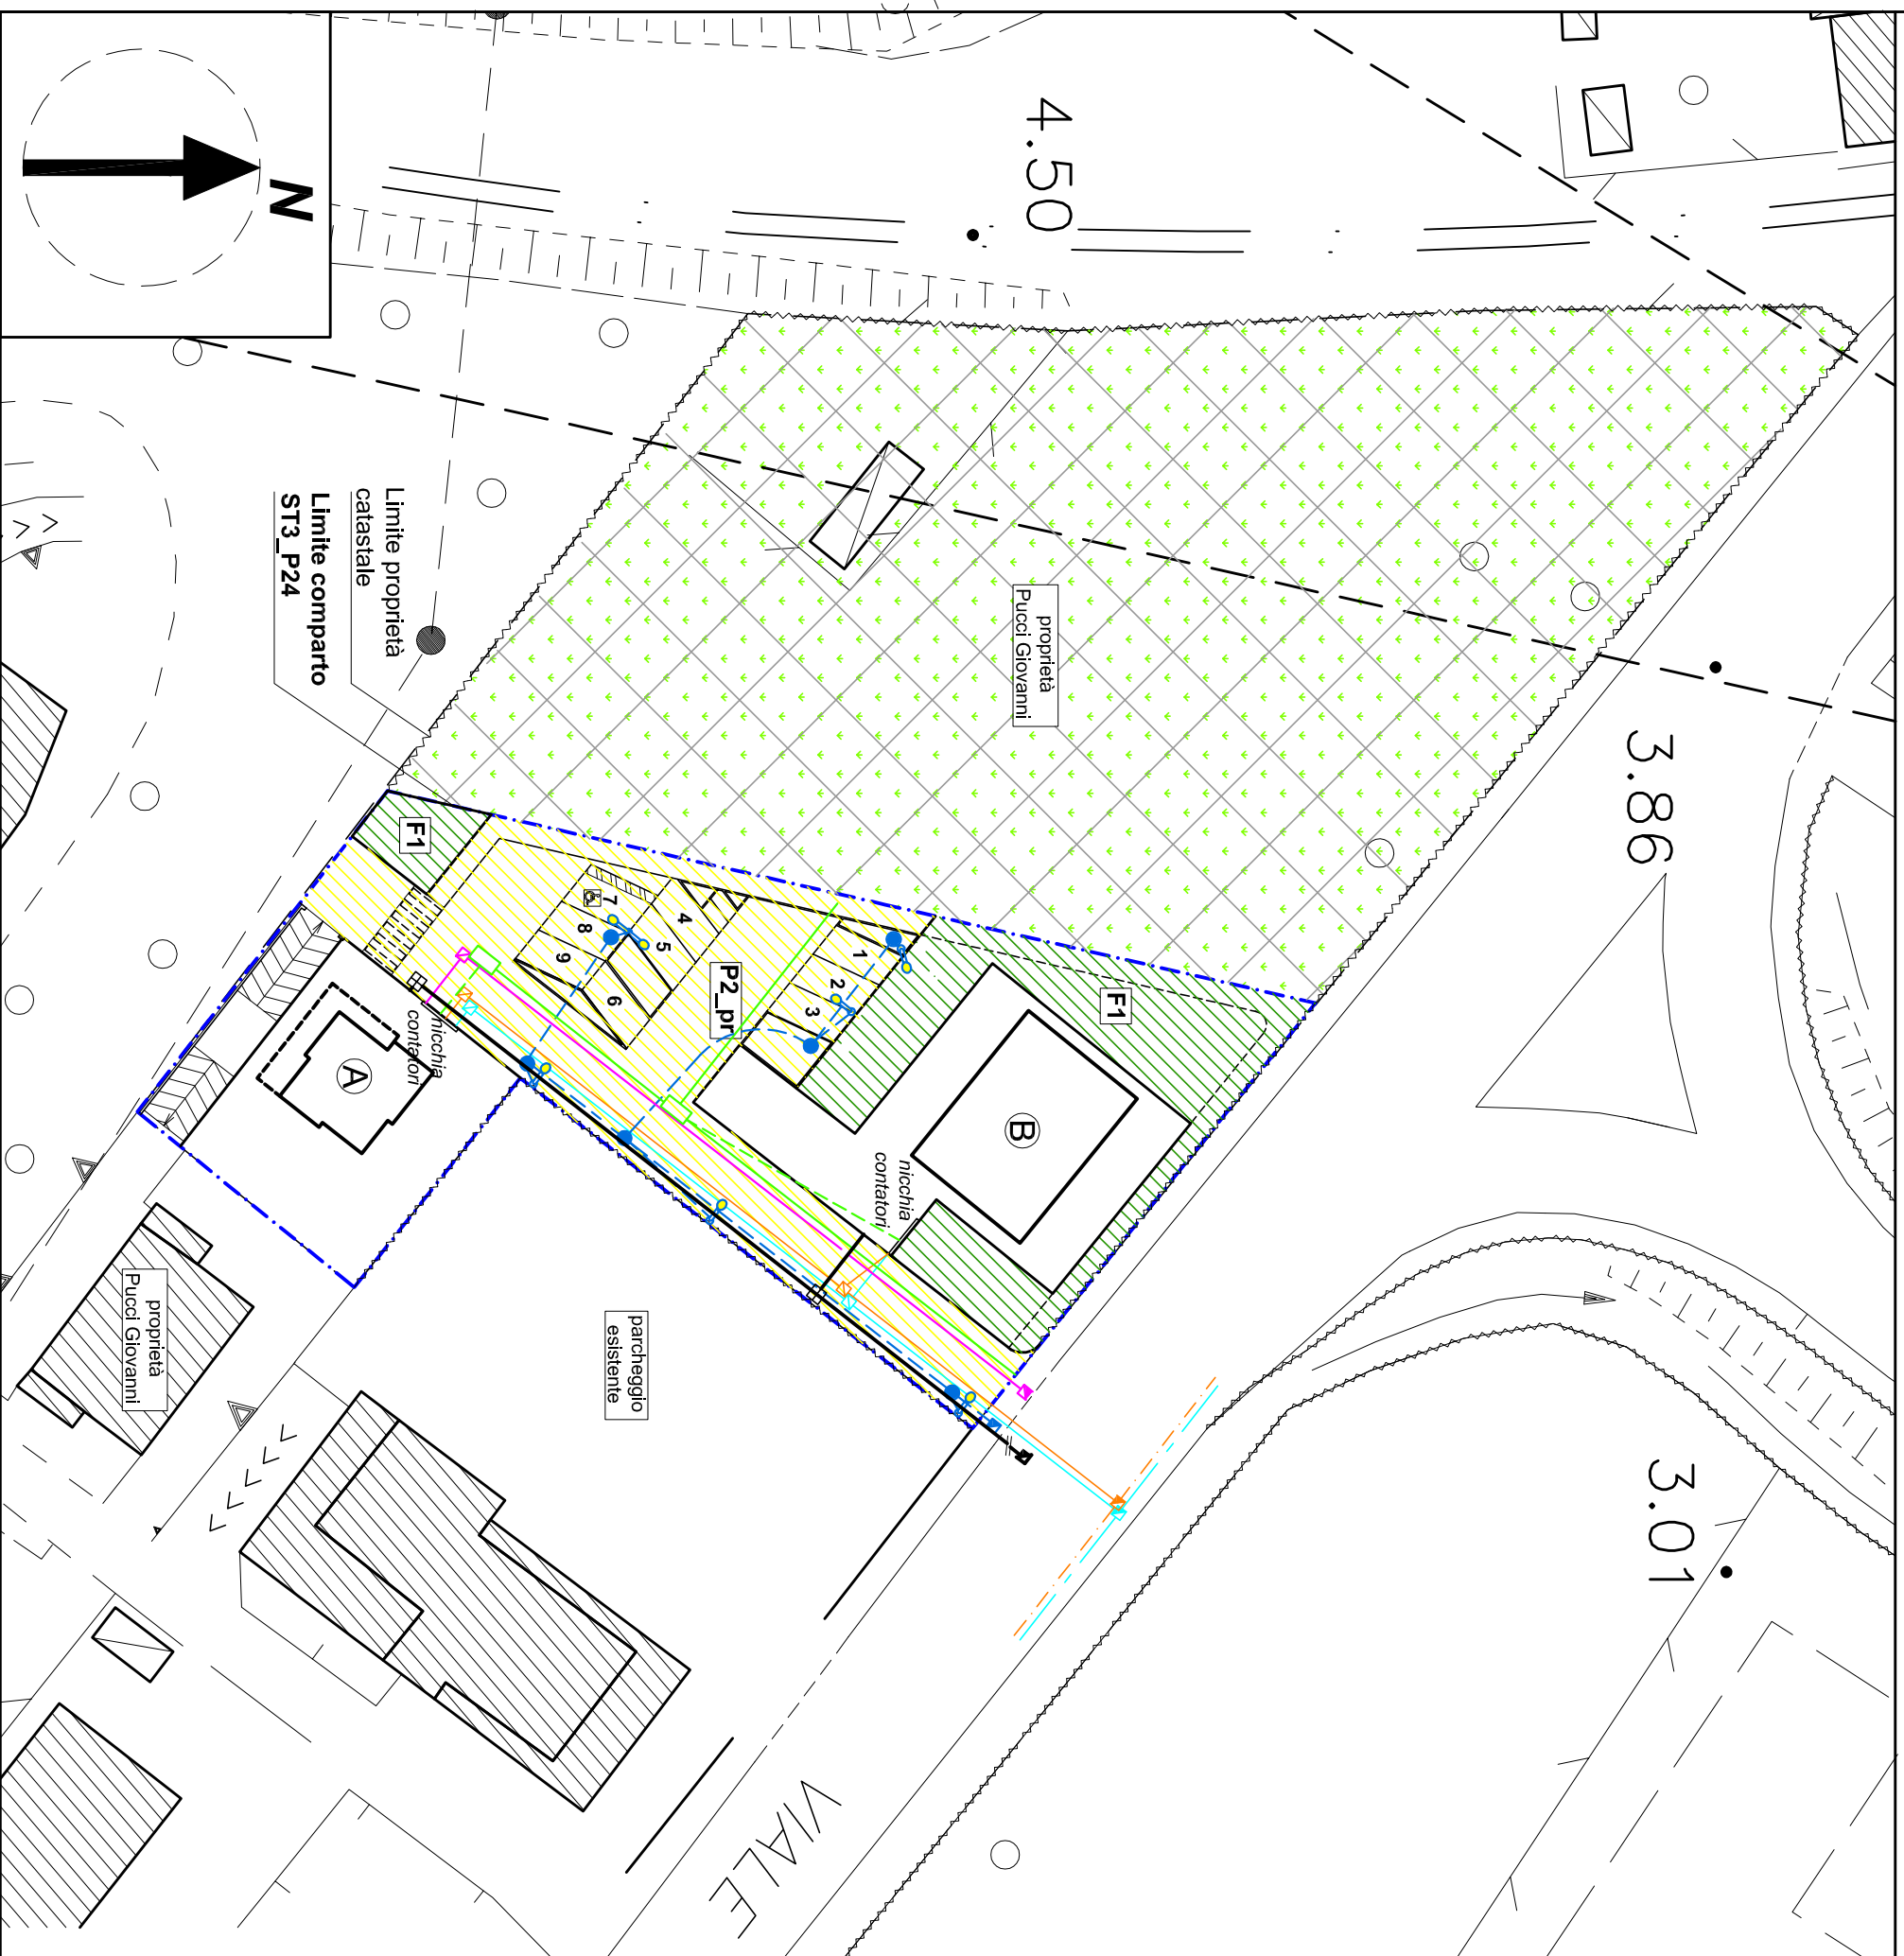 N
4.50
3.86
3.01
Limite proprietà
catastale
Limite comparto
ST3_P24
proprietà
Pucci Giovanni
F1
F1
P2_pr
1
2
3
4
5
6
7
8
9
A
B
nicchia
contatori
nicchia
contatori
proprietà
Pucci Giovanni
parcheggio
esistente
VIALE